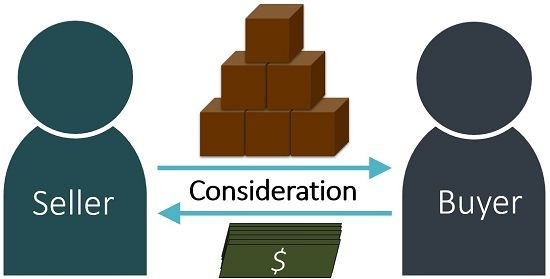 Seller
Consideration
Buyer
$